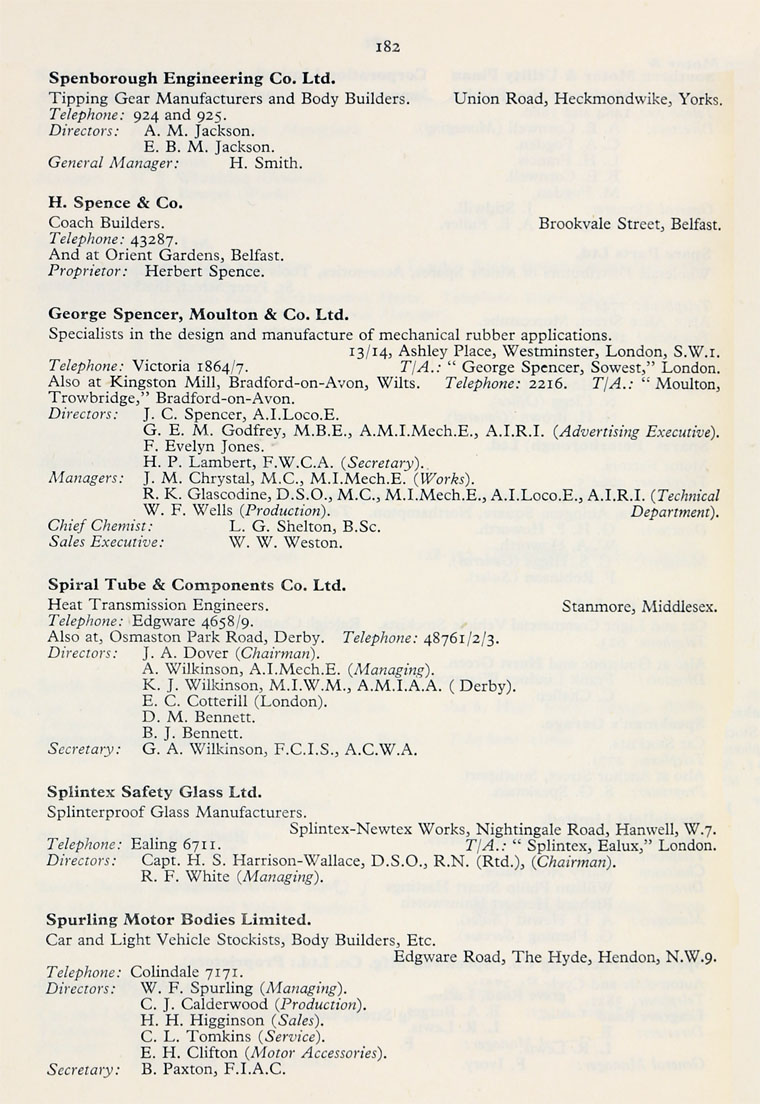 182
Spenborough Engineering Co. Ltd.
Tipping Gear Manufacturers and Body Builders. Union Road, Heckmondwike, Yorks.
Telephone: 924 and 925.
Directors: A. M. Jackson.
E. B. M. Jackson.
General Manager: H. Smith.
H. Spence & Co.
Coach Builders. Brookvale Street, Belfast.
Telephone: 43287.
And at Orient Gardens, Belfast.
Proprietor: Herbert Spence.
George Spencer, Moulton & Co. Ltd.
Specialists in the design and manufacture of mechanical rubber applications.
13/14, Ashley Place, Westminster, London, S.W.1.
Telephone: Victoria 1864/7. T/A.: “ George Spencer, Sowest,” London.
Also at Kingston Mill, Bradford-on-Avon, Wilts. Telephone: 2216. T/A.: “ Moulton,
Trowbridge,” Bradford-on-Avon.
Directors: J. C. Spencer, A.I.Loco.E.
G. E. M. Godfrey, M.B.E., A.M.I.Mech.E., A.I.R.I. (Advertising Executive).
F. Evelyn Jones.
H. P. Lambert, F.W.C.A. (Secretary).
Managers: J. M. Chrystal, M.C., M.I.Mech.E. (Works).
R. K. Glascodine, D.S.O., M.C., M.I.Mech.E., A.I.Loco.E., A.I.R.I. (Technical
W. F. Wells (Production). Department).
Chief Chemist: L. G. Shelton, B.Sc.
Sales Executive: W. W. Weston.
Spiral Tube & Components Co. Ltd.
Heat Transmission Engineers. Stanmore, Middlesex.
Telephone: Edgware 4658/9.
Also at, Osmaston Park Road, Derby. Telephone: 48761/2/3.
Directors: J. A. Dover (Chairman).
A. Wilkinson, A.I.Mech.E. (Managing).
K. J. Wilkinson, M.I.W.M., A.M.I.A.A. ( Derby).
E. C. Cotterill (London).
D. M. Bennett.
B. J. Bennett.
Secretary: G. A. Wilkinson, F.C.I.S., A.C.W.A.
Splintex Safety Glass Ltd.
Splinterproof Glass Manufacturers.
Splintex-Newtex Works, Nightingale Road, Hanwell, W.7.
Telephone: Ealing 6711. T/A.: “ Splintex, Ealux,” London.
Directors: Capt. H. S. Harrison-Wallace, D.S.O., R.N. (Rtd.), (Chairman).
R. F. White (Managing).
Spurling Motor Bodies Limited.
Car and Light Vehicle Stockists, Body Builders, Etc.
Edgware Road, The Hyde, Hendon, N.W.9.
Telephone: Colindale 7171.
Directors: W. F. Spurling (Managing).
C. J. Calderwood (Production).
H. H. Higginson (Sales).
C. L. Tomkins (Service).
E. H. Clifton (Motor Accessories).
Secretary: B. Paxton, F.I.A.C.